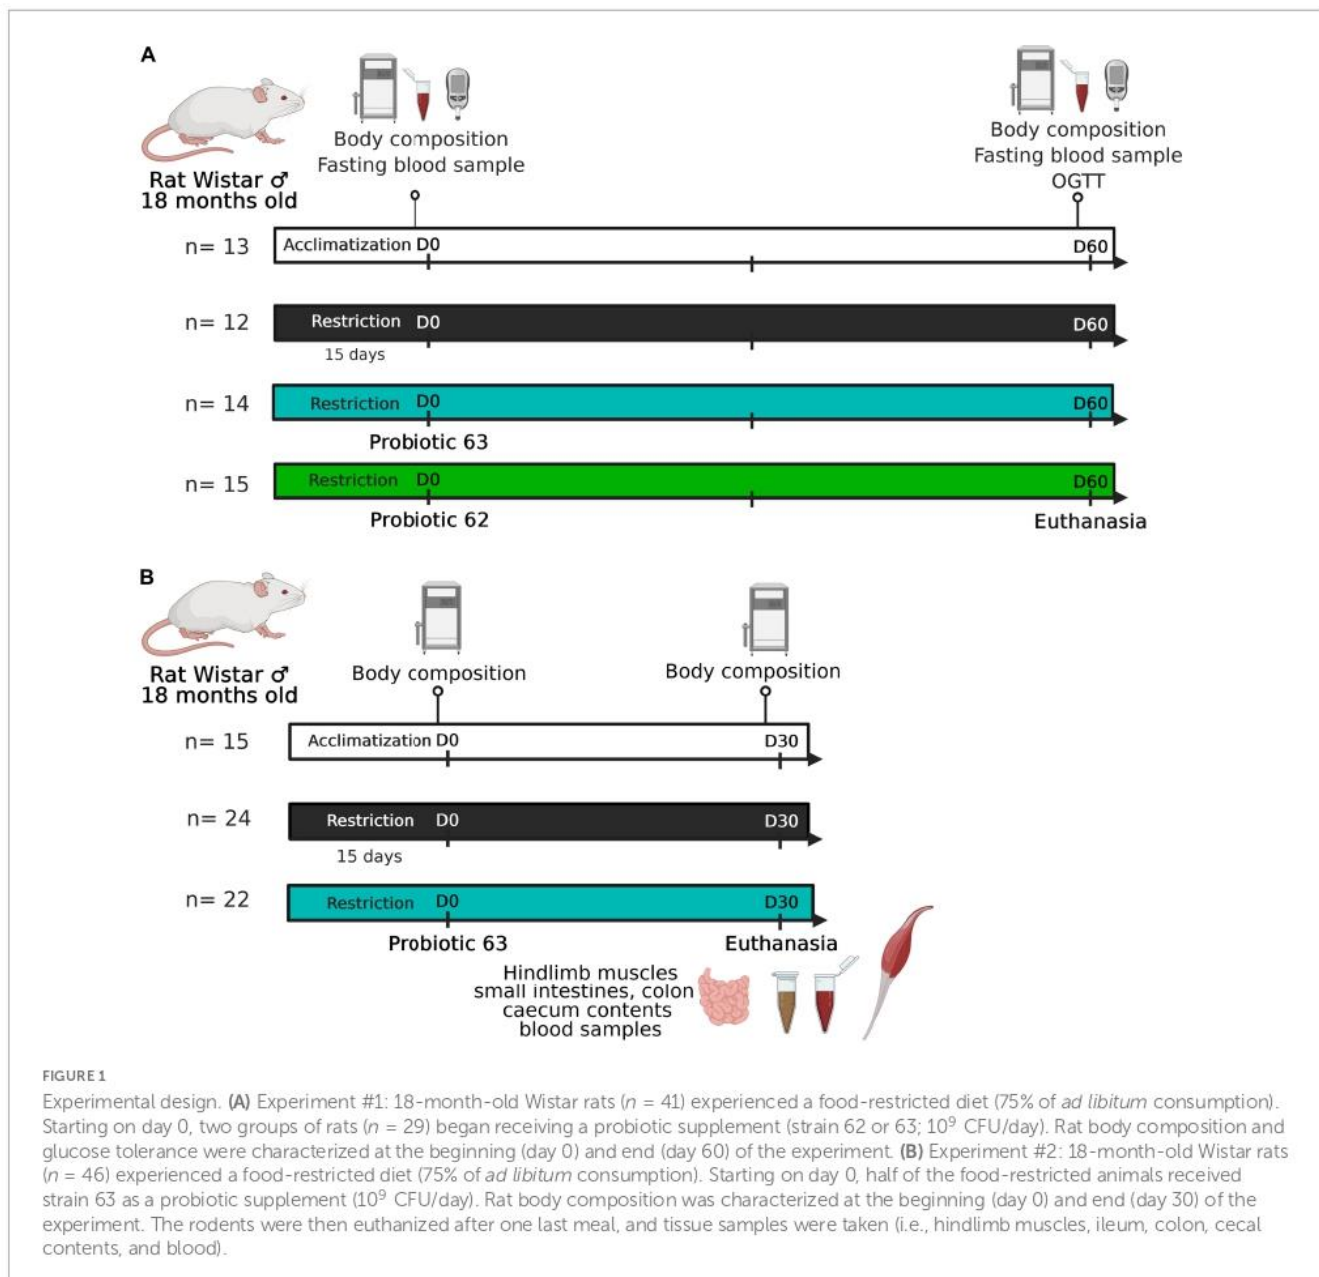 A
Body composition
Fasting blood sample
Body composition
Fasting blood sample
OGTT
Rat Wistar ♂
18 months old
n= 13
Acclimatization D0
D60
n= 12
Restriction D0
D60
15 days
n= 14
Restriction D0
D60
Probiotic 63
n= 15
Restriction D0
D60
Probiotic 62
Euthanasia
B
Rat Wistar ♂
18 months old
Body composition
Body composition
n= 15
Acclimatization D0
D30
n= 24
Restriction D0
D30
15 days
n= 22
Restriction D0
D30
Probiotic 63
Euthanasia
Hindlimb muscles
small intestines, colon
caecum contents
blood samples
FIGURE 1
Experimental design. (A) Experiment #1: 18-month-old Wistar rats (n = 41) experienced a food-restricted diet (75% of ad libitum consumption).
Starting on day 0, two groups of rats (n = 29) began receiving a probiotic supplement (strain 62 or 63; 10⁹ CFU/day). Rat body composition and
glucose tolerance were characterized at the beginning (day 0) and end (day 60) of the experiment. (B) Experiment #2: 18-month-old Wistar rats
(n = 46) experienced a food-restricted diet (75% of ad libitum consumption). Starting on day 0, half of the food-restricted animals received
strain 63 as a probiotic supplement (10⁹ CFU/day). Rat body composition was characterized at the beginning (day 0) and end (day 30) of the
experiment. The rodents were then euthanized after one last meal, and tissue samples were taken (i.e., hindlimb muscles, ileum, colon, cecal
contents, and blood).